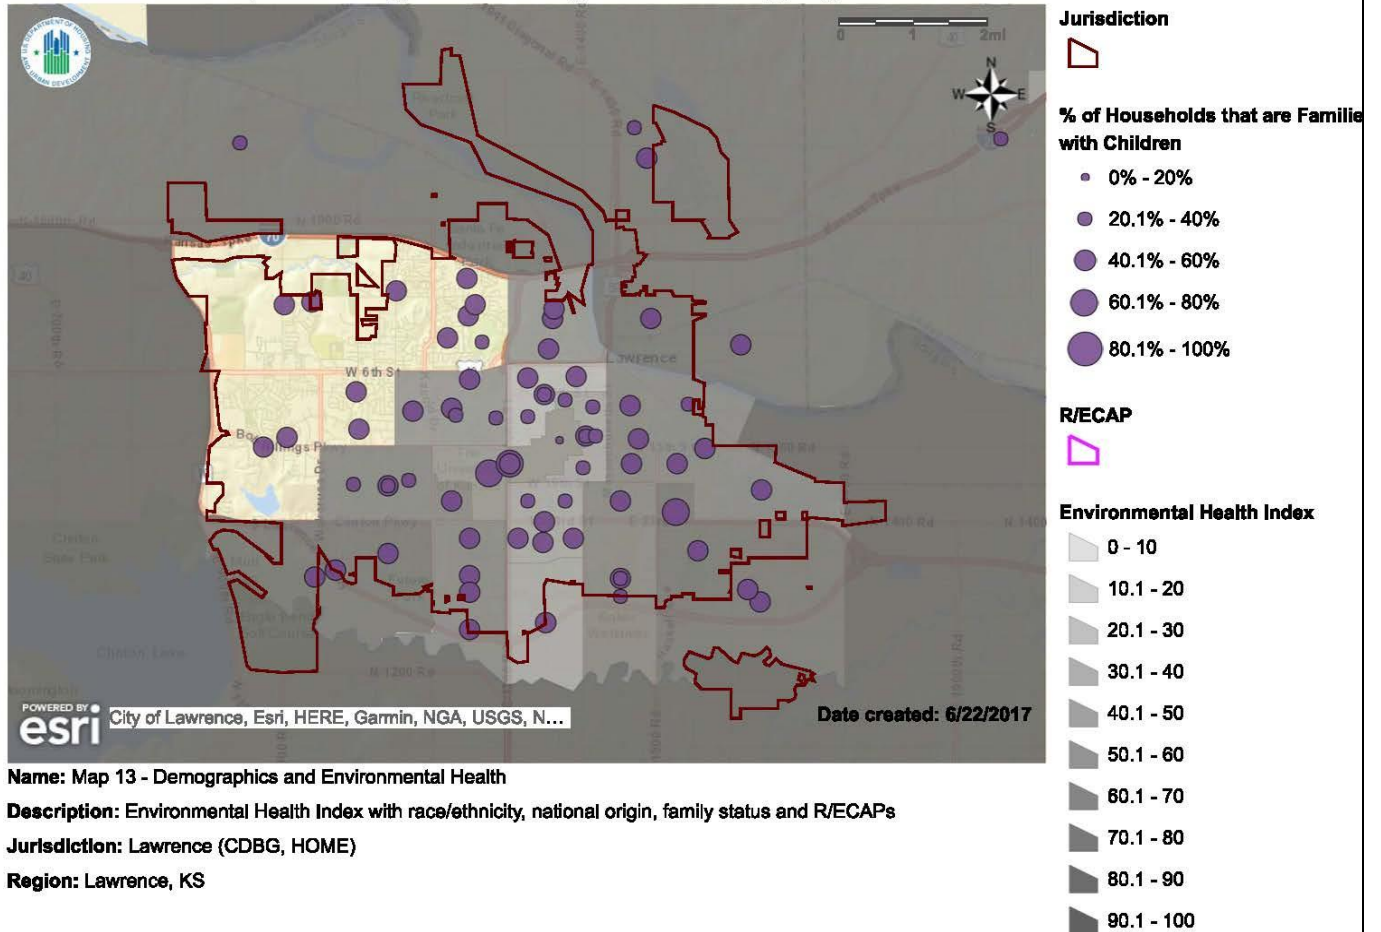 Jurisdiction
% of Households that are Familie
with Children
0% - 20%
20.1% - 40%
40.1% - 60%
60.1% - 80%
80.1% - 100%
R/ECAP
Environmental Health Index
0 - 10
10.1 - 20
20.1 - 30
30.1 - 40
40.1 - 50
50.1 - 60
60.1 - 70
70.1 - 80
80.1 - 90
90.1 - 100
0 1 2mi
N
W E
S
Lawrence
W 6th St
N 1200 Rd
POWERED BY
esri
City of Lawrence, Esri, HERE, Garmin, NGA, USGS, N...
Date created: 6/22/2017
Name: Map 13 - Demographics and Environmental Health
Description: Environmental Health Index with race/ethnicity, national origin, family status and R/ECAPs
Jurisdiction: Lawrence (CDBG, HOME)
Region: Lawrence, KS